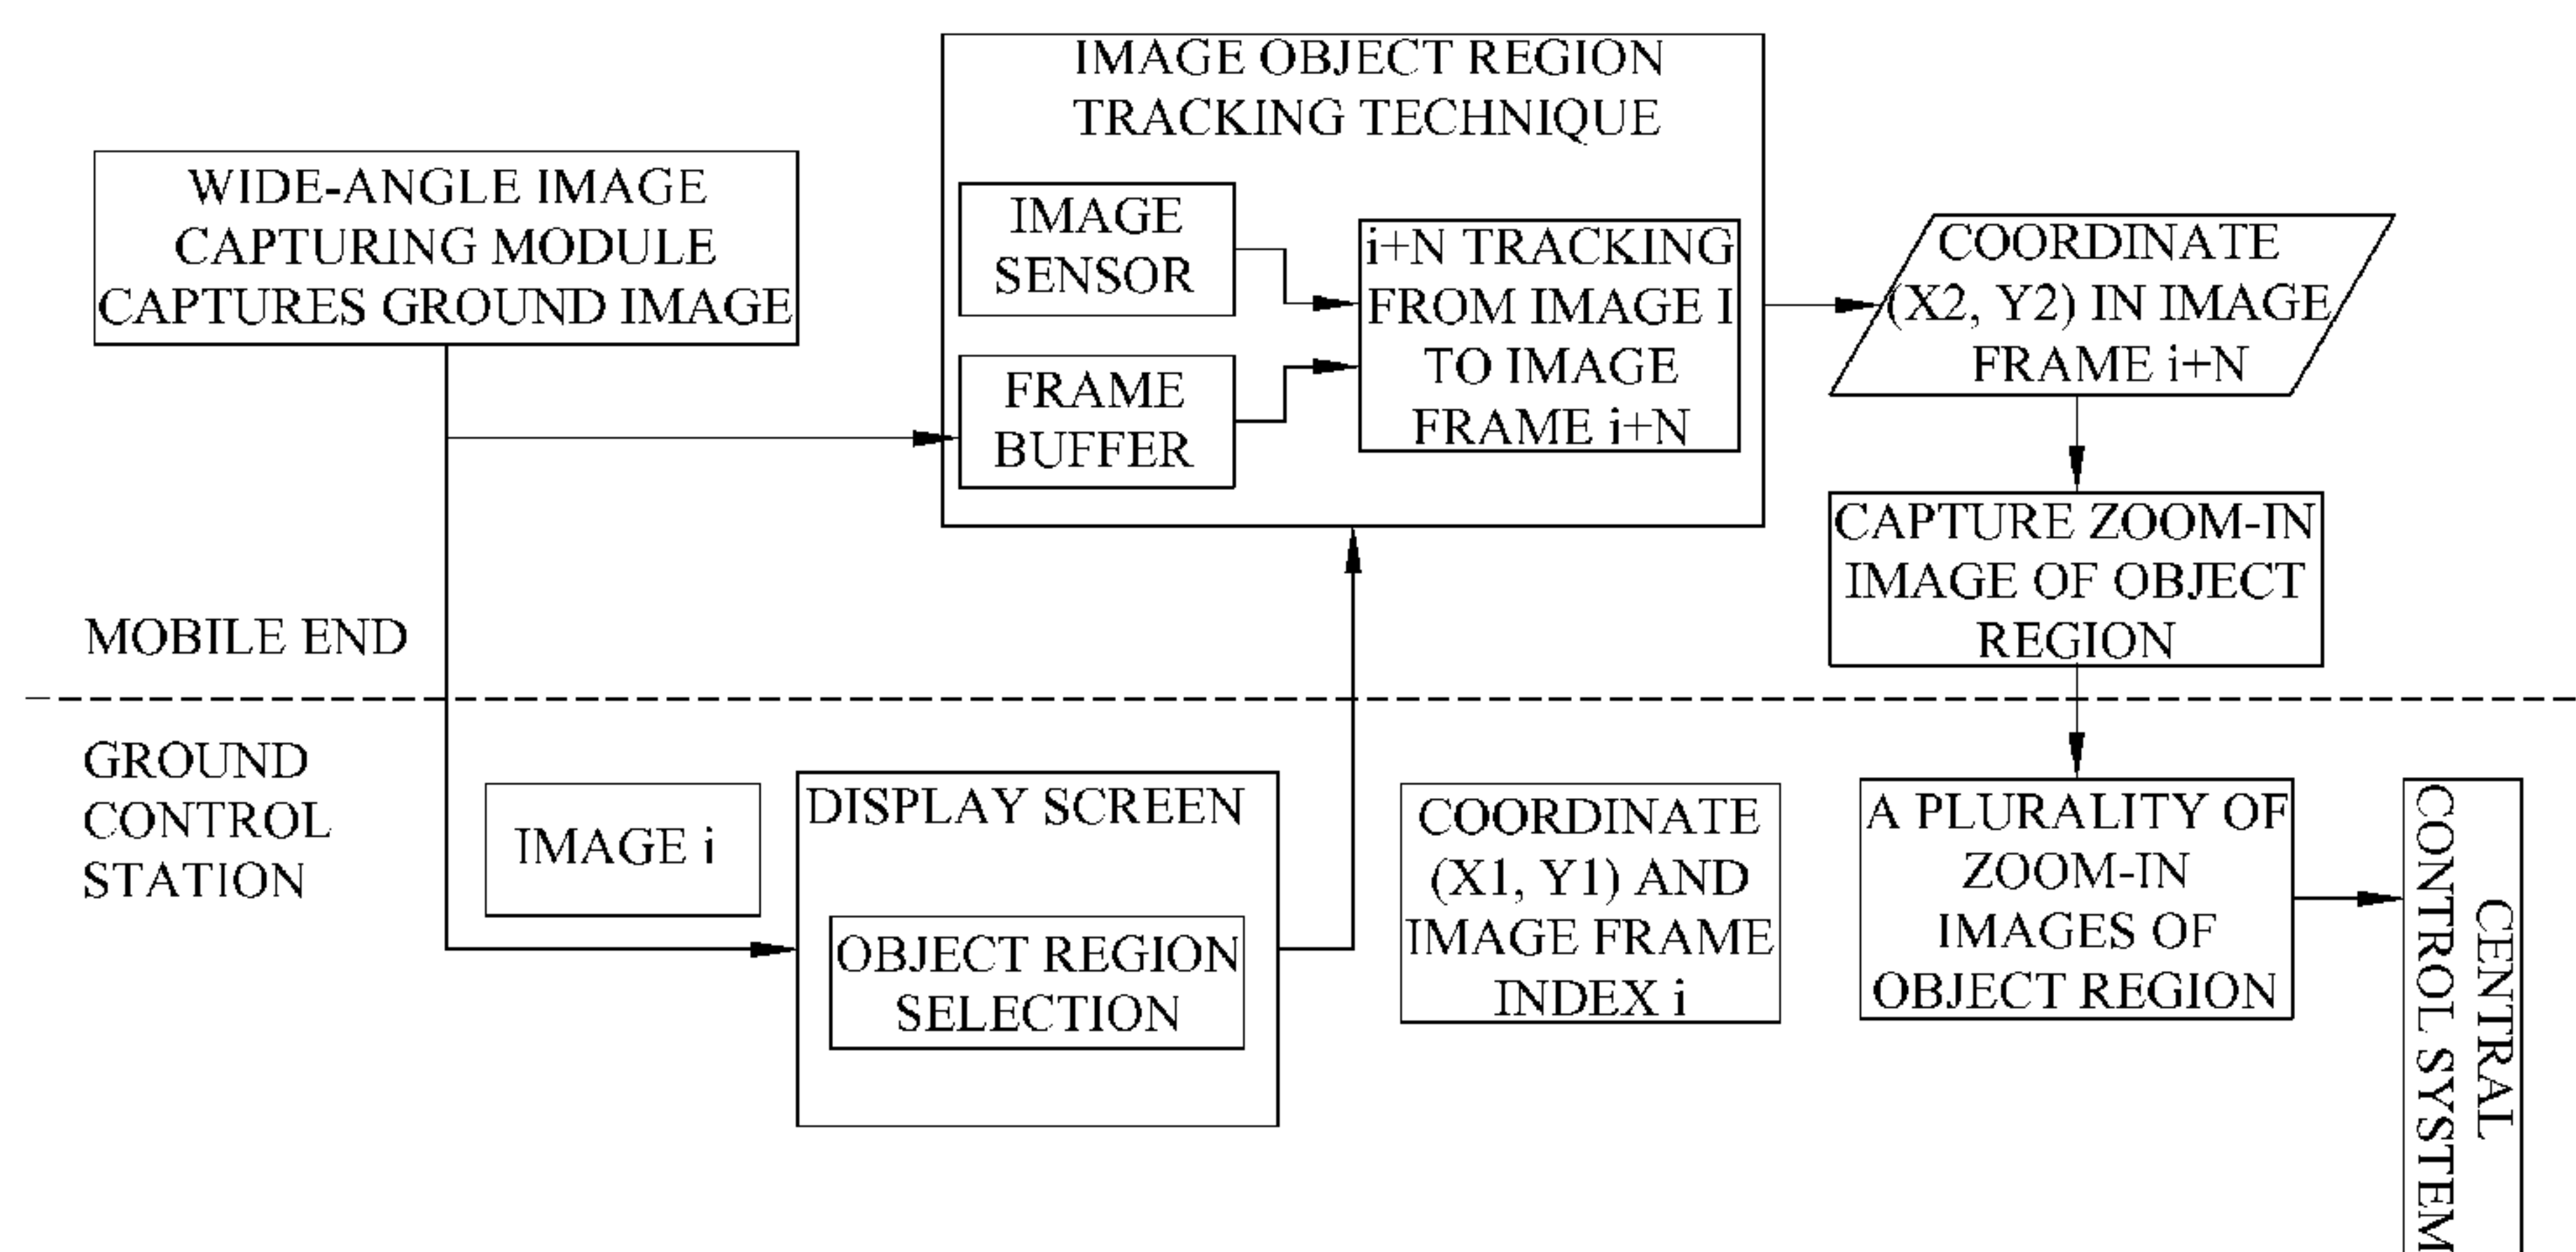 IMAGE OBJECT REGION
TRACKING TECHNIQUE
WIDE-ANGLE IMAGE
CAPTURING MODULE
CAPTURES GROUND IMAGE
IMAGE
SENSOR
FRAME
BUFFER
i+N TRACKING
FROM IMAGE I
TO IMAGE
FRAME i+N
COORDINATE
(X2, Y2) IN IMAGE
FRAME i+N
CAPTURE ZOOM-IN
IMAGE OF OBJECT
REGION
MOBILE END
GROUND
CONTROL
STATION
IMAGE i
DISPLAY SCREEN
OBJECT REGION
SELECTION
COORDINATE
(X1, Y1) AND
IMAGE FRAME
INDEX i
A PLURALITY OF
ZOOM-IN
IMAGES OF
OBJECT REGION
CENTRAL
CONTROL SYSTEM